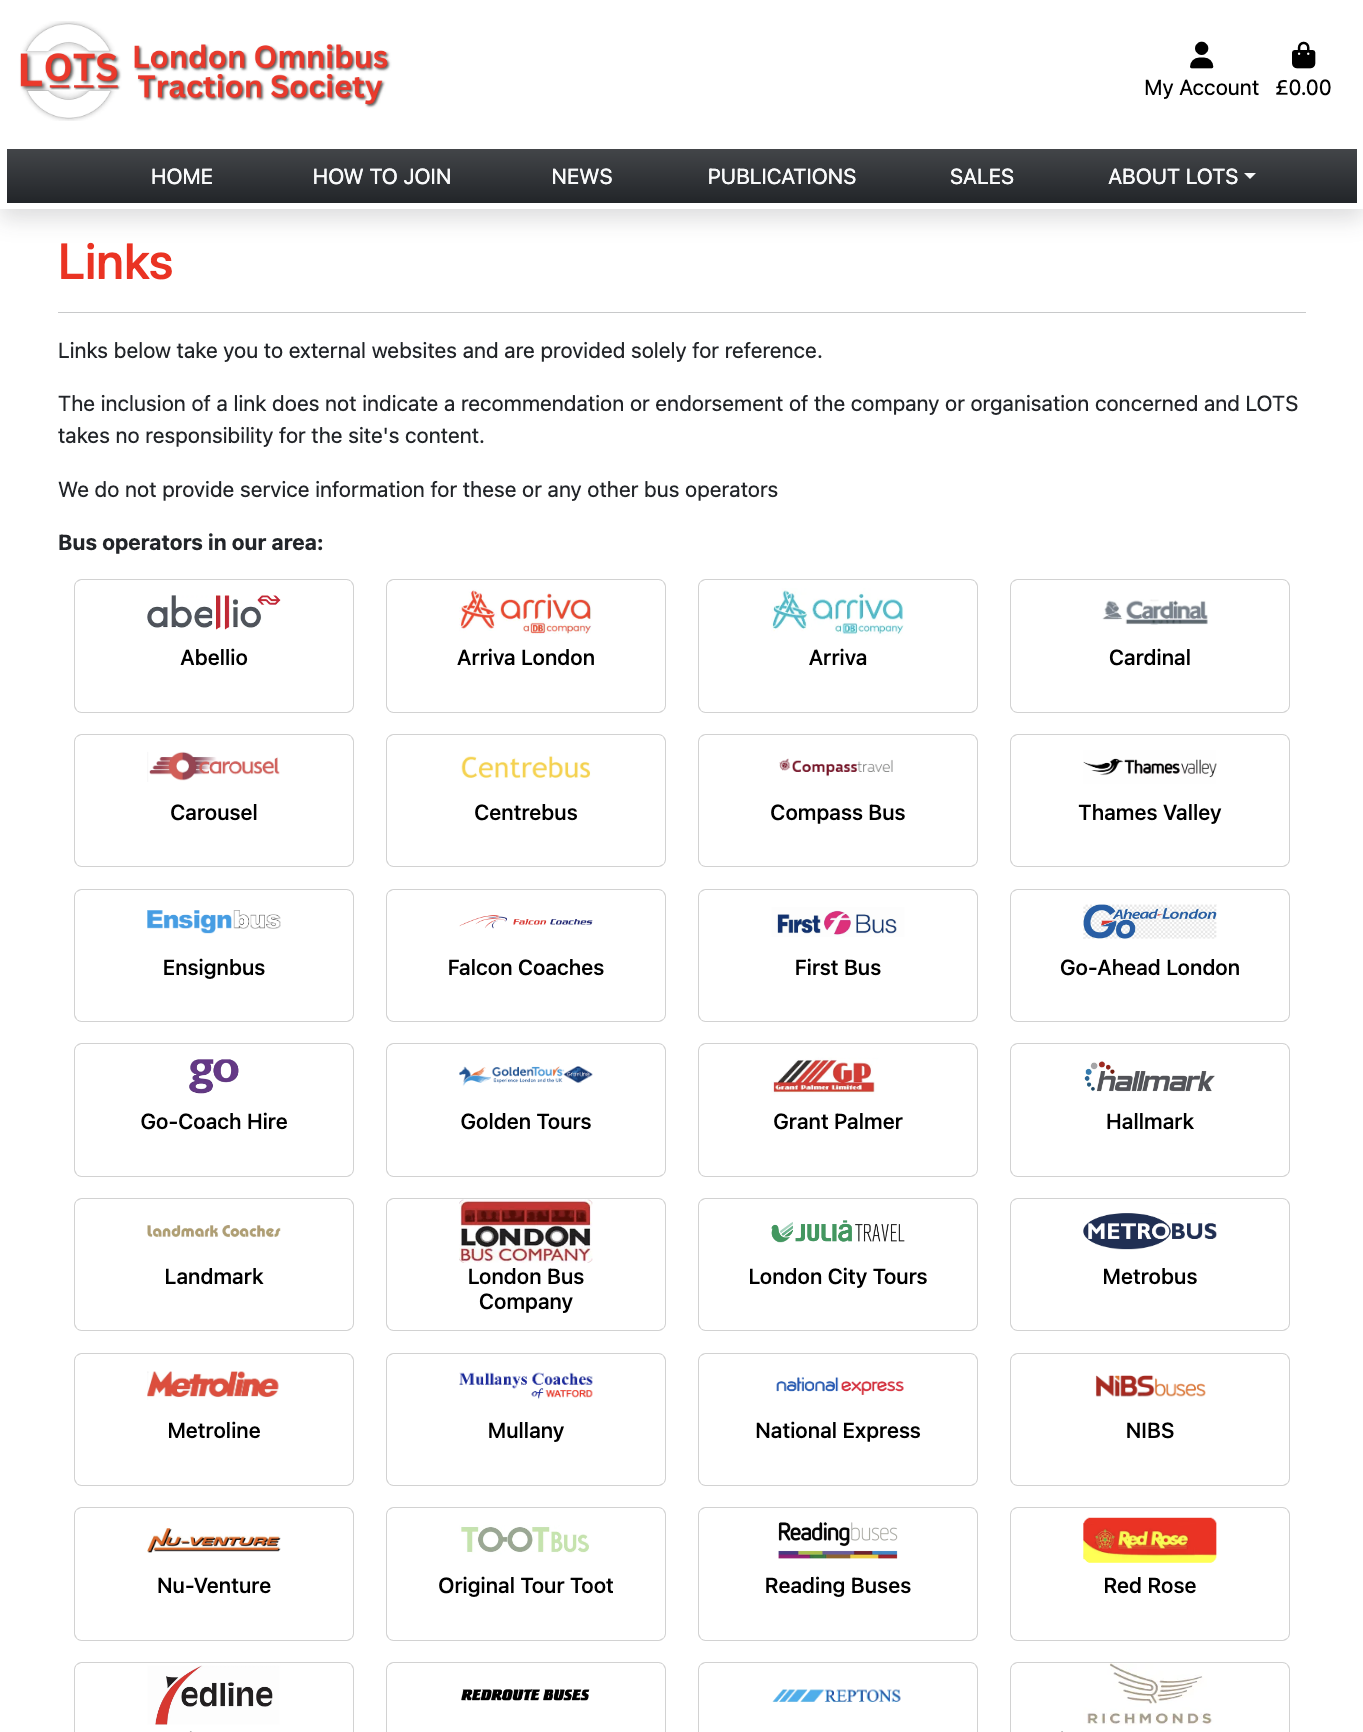 LOTS London Omnibus
Traction Society
My Account £0.00
HOME HOW TO JOIN NEWS PUBLICATIONS SALES ABOUT LOTS
Links
Links below take you to external websites and are provided solely for reference.
The inclusion of a link does not indicate a recommendation or endorsement of the company or organisation concerned and LOTS
takes no responsibility for the site's content.
We do not provide service information for these or any other bus operators
Bus operators in our area:
abellio arriva arriva Cardinal
a DB company a DB company
Abellio Arriva London Arriva Cardinal
carousel Centrebus Compasstravel Thames valley
Carousel Centrebus Compass Bus Thames Valley
Ensignbus Falcon Coaches First Bus Go Ahead-London
Ensignbus Falcon Coaches First Bus Go-Ahead London
go GoldenTours GP hallmark
Experience London and the UK Gray Line Grant Palmer Limited
Go-Coach Hire Golden Tours Grant Palmer Hallmark
Landmark Coaches LONDON JULIÀ TRAVEL METROBUS
BUS COMPANY
Landmark London Bus London City Tours Metrobus
Company
Metroline Mullanys Coaches national express NIBSbuses
of WATFORD
Metroline Mullany National Express NIBS
NU-VENTURE TOOTBUS Readingbuses Red Rose
Nu-Venture Original Tour Toot Reading Buses Red Rose
redline REDROUTE BUSES REPTONS RICHMONDS